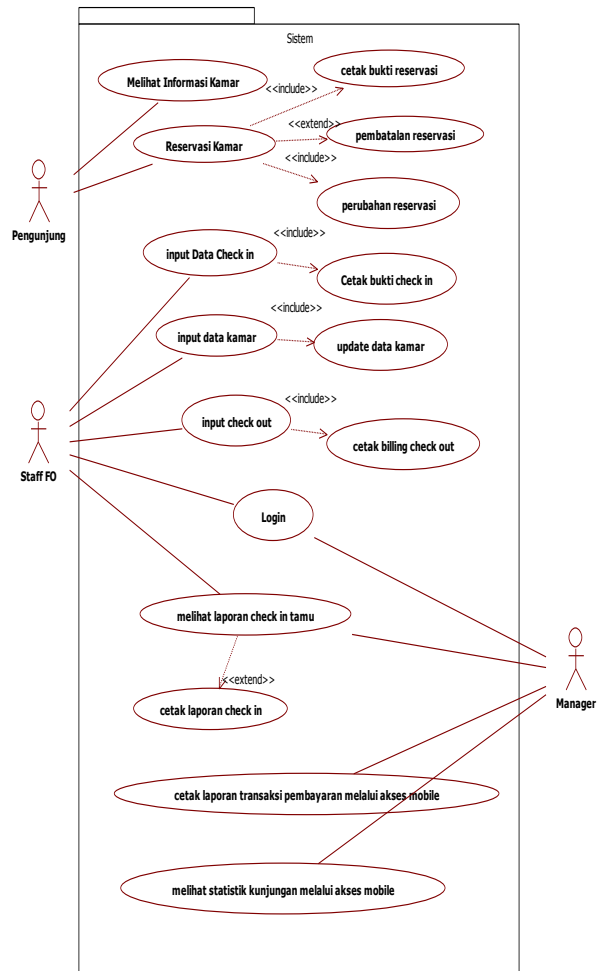 Sistem
cetak bukti reservasi
Melihat Informasi Kamar
<<include>>
<<extend>>
pembatalan reservasi
Reservasi Kamar
<<include>>
perubahan reservasi
Pengunjung
<<include>>
input Data Check in
Cetak bukti check in
<<include>>
input data kamar
update data kamar
<<include>>
input check out
cetak billing check out
Staff FO
Login
melihat laporan check in tamu
<<extend>>
cetak laporan check in
Manager
cetak laporan transaksi pembayaran melalui akses mobile
melihat statistik kunjungan melalui akses mobile